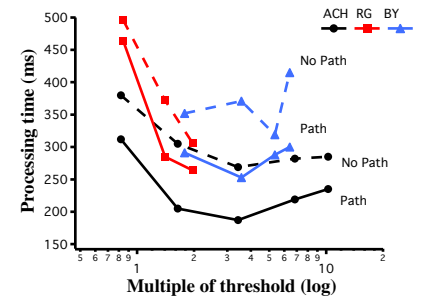 ACH RG BY
500
450
400
350
300
250
200
150
No Path
Path
No Path
Path
5 6 7 8 9 2 3 4 5 6 7 8 9 2
1 10
Processing time (ms)
Multiple of threshold (log)